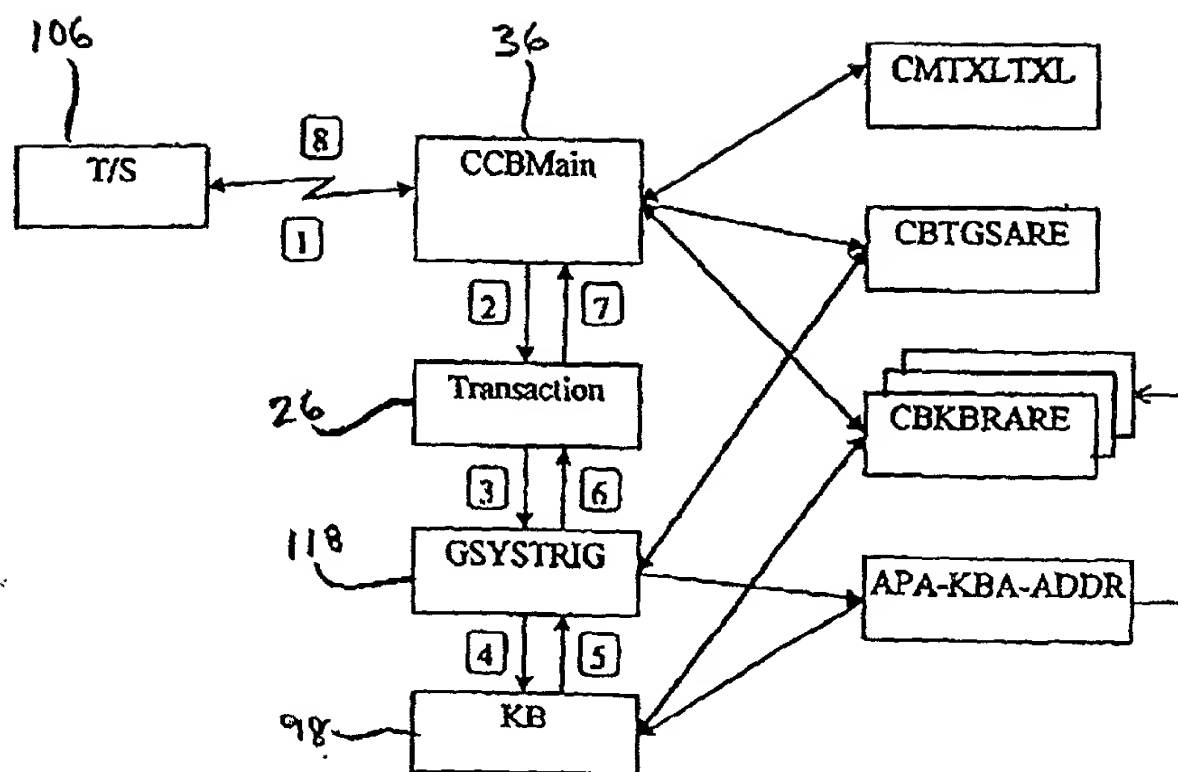 106
36
CMTXLTXL
8
T/S
CCBMain
1
CBTGSARE
2
7
Transaction
26
CBKBRARE
3
6
118
GSYSTRIG
APA-KBA-ADDR
4
5
98
KB